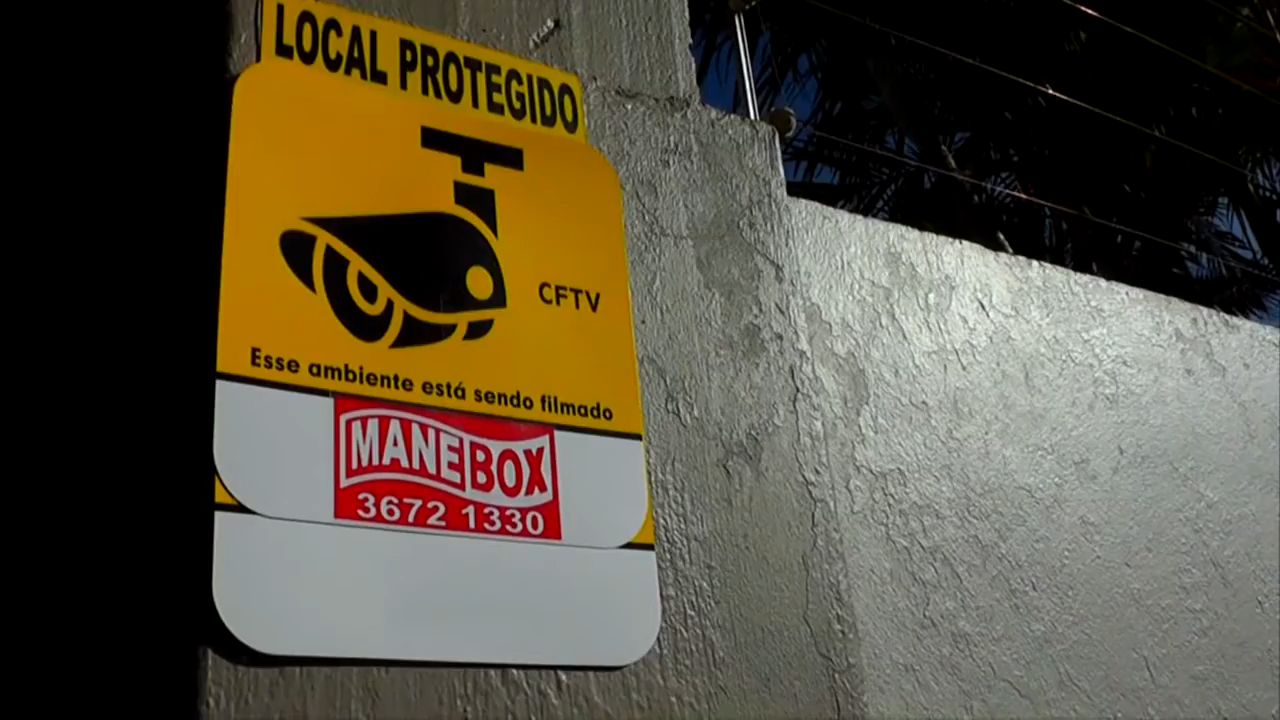 LOCAL PROTEGIDO
CFTV
Esse ambiente está sendo filmado
MANEBOX
3672 1330